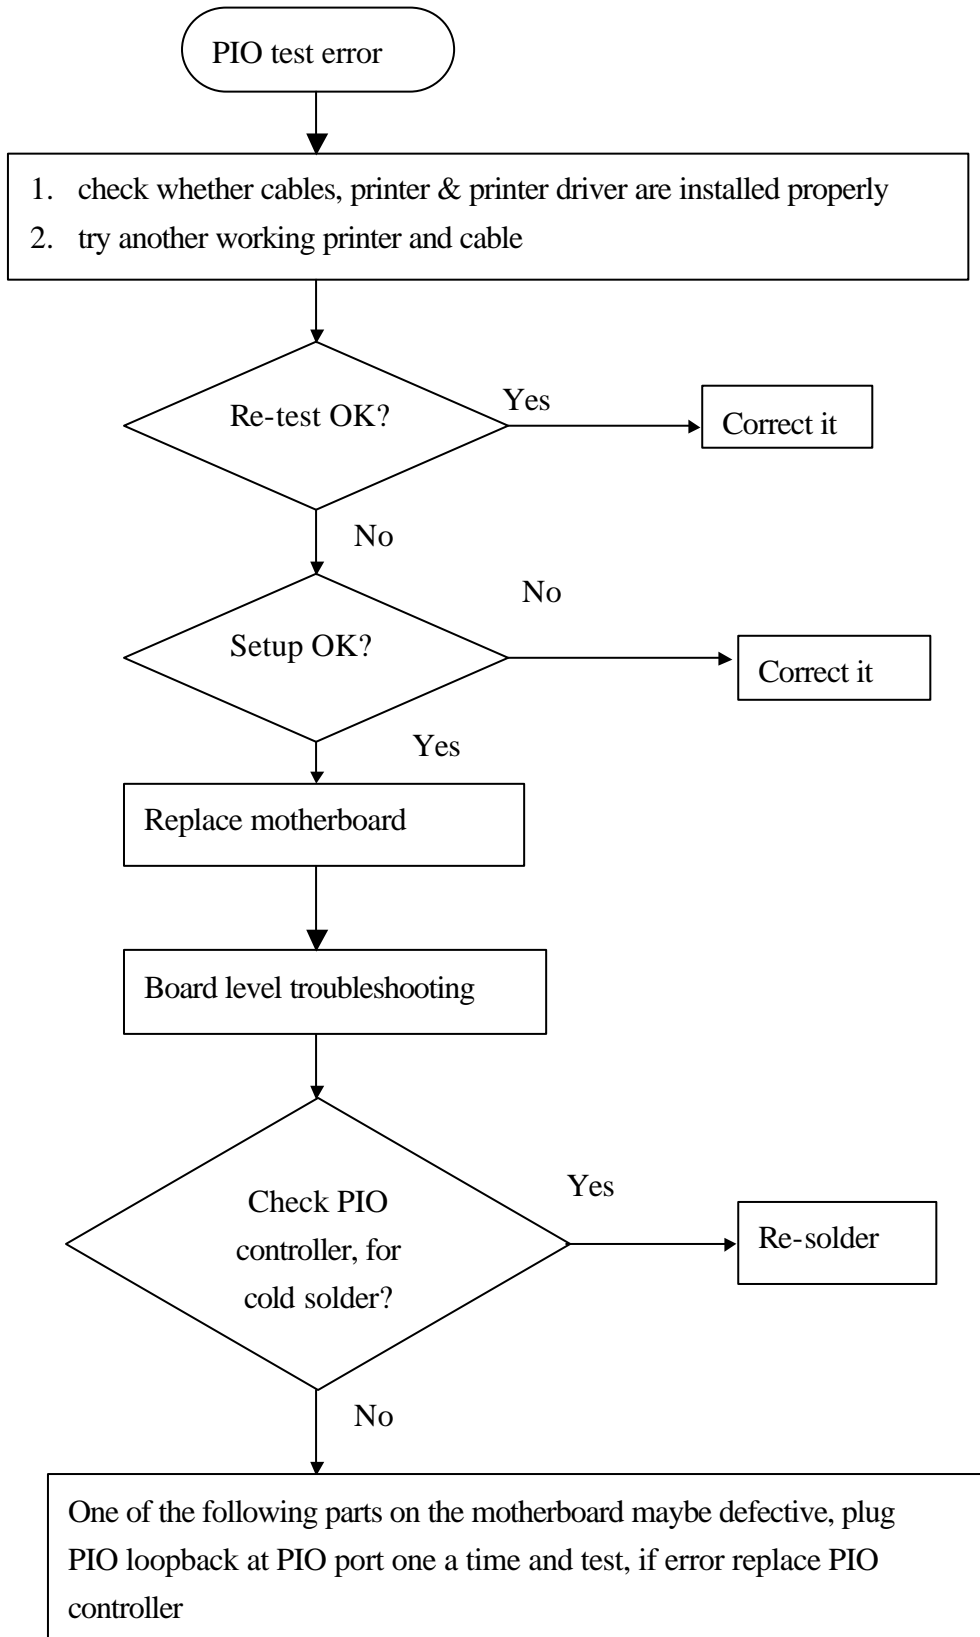 PIO test error
1. check whether cables, printer & printer driver are installed properly
2. try another working printer and cable
Re-test OK?
Yes
Correct it
No
Setup OK?
No
Correct it
Yes
Replace motherboard
Board level troubleshooting
Check PIO
controller, for
cold solder?
Yes
Re-solder
No
One of the following parts on the motherboard maybe defective, plug
PIO loopback at PIO port one a time and test, if error replace PIO
controller